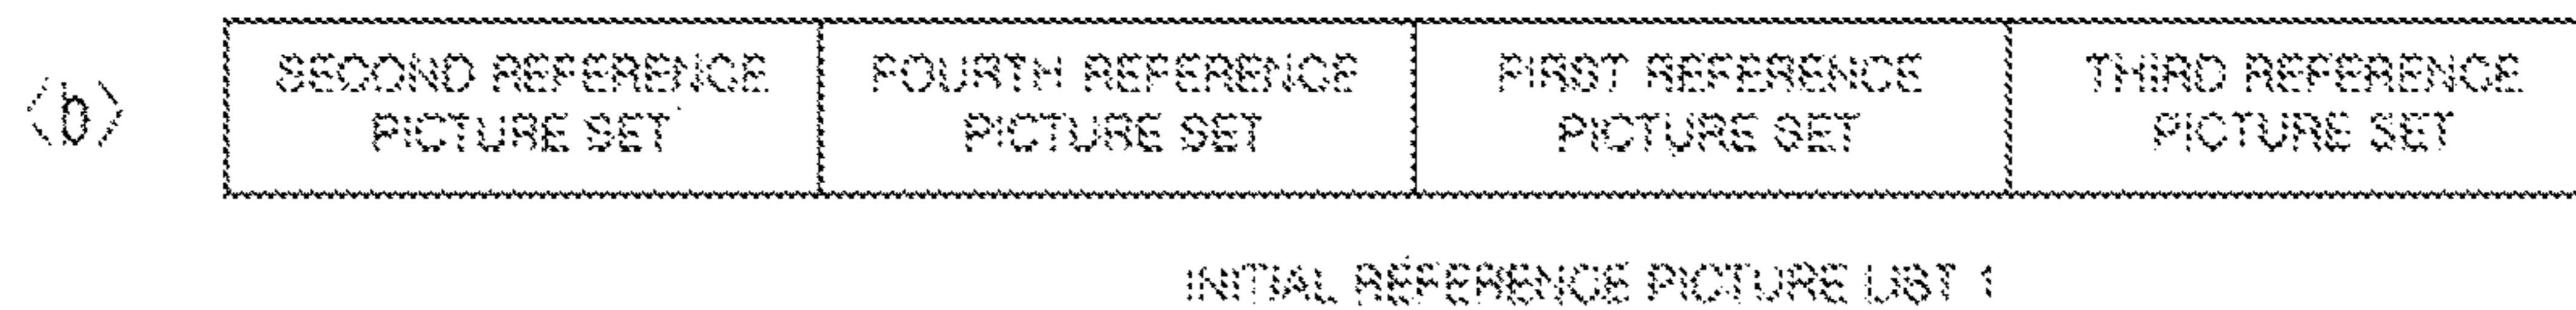 <b>
SECOND REFERENCE
PICTURE SET
FOURTH REFERENCE
PICTURE SET
FIRST REFERENCE
PICTURE SET
THIRD REFERENCE
PICTURE SET
INITIAL REFERENCE PICTURE LIST 1